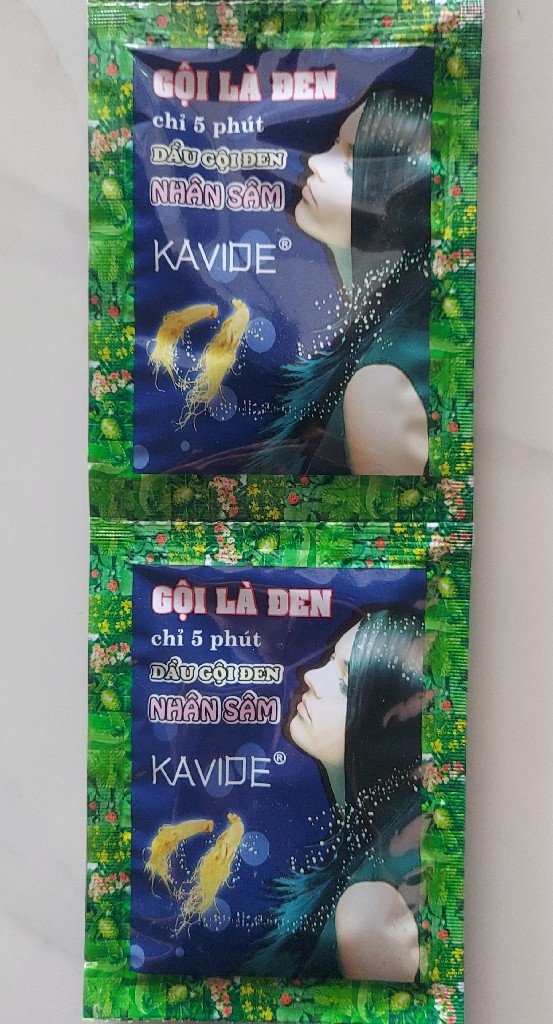 GỘI LÀ ĐEN
chỉ 5 phút
DẦU GỘI ĐEN
NHÂN SÂM
KAVIDE®
GỘI LÀ ĐEN
chỉ 5 phút
DẦU GỘI ĐEN
NHÂN SÂM
KAVIDE®